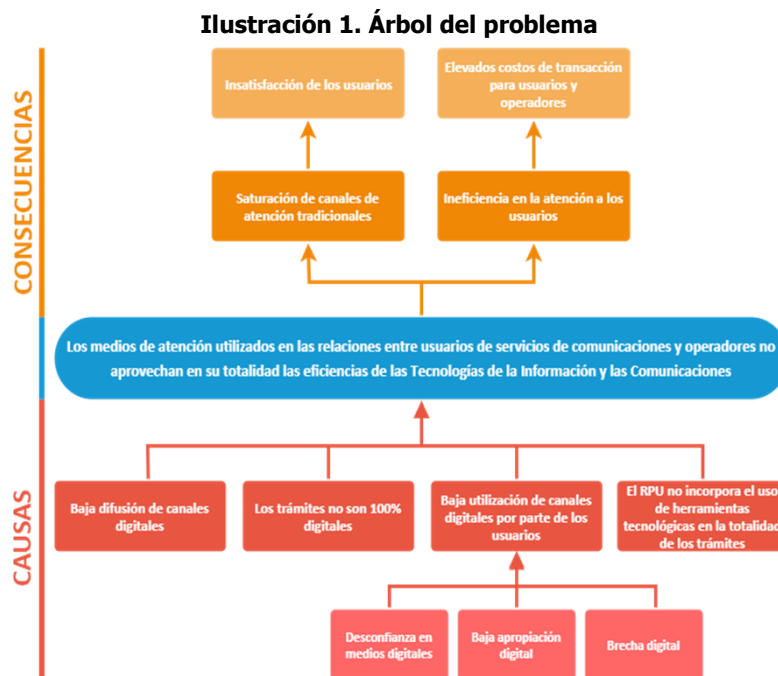 Ilustración 1. Árbol del problema
CONSECUENCIAS
Insatisfacción de los usuarios
Elevados costos de transacción
para usuarios y
operadores
Saturación de canales de
atención tradicionales
Ineficiencia en la atención a los
usuarios
Los medios de atención utilizados en las relaciones entre usuarios de servicios de comunicaciones y operadores no
aprovechan en su totalidad las eficiencias de las Tecnologías de la Información y las Comunicaciones
CAUSAS
Baja difusión de canales
digitales
Los trámites no son 100%
digitales
Baja utilización de canales
digitales por parte de los
usuarios
El RPU no incorpora el uso
de herramientas
tecnológicas en la totalidad
de los trámites
Desconfianza en
medios digitales
Baja apropiación
digital
Brecha digital